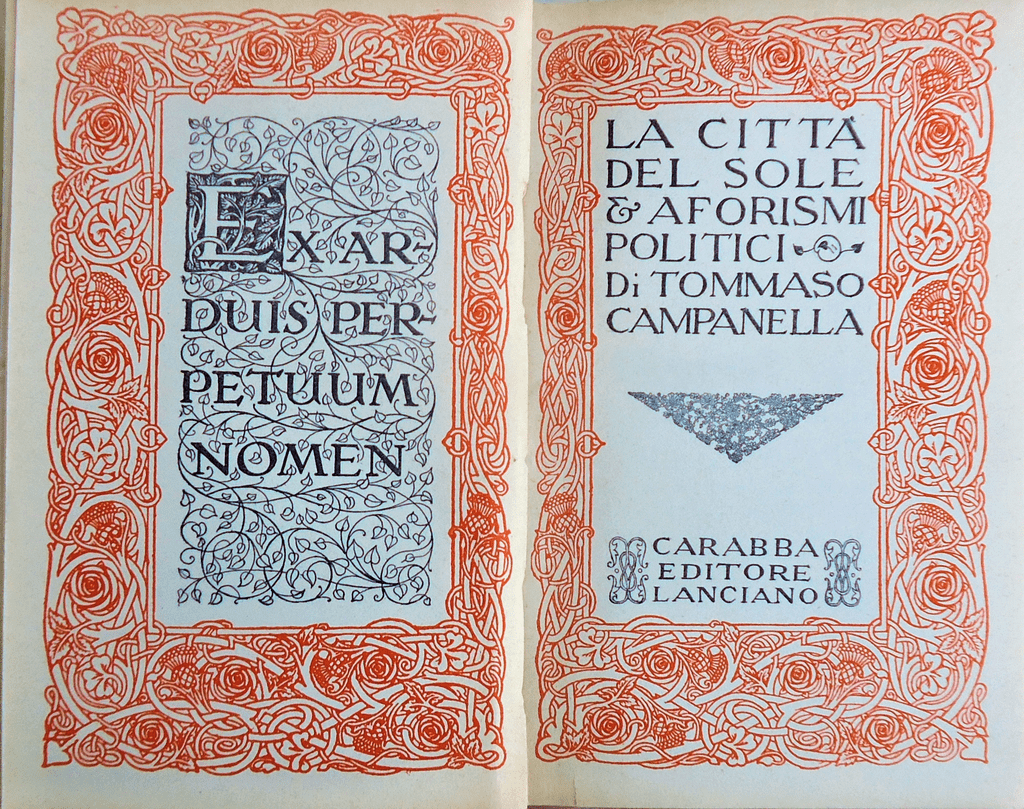 EX AR-
DUIS PER-
PETUUM
NOMEN
LA CITTÀ
DEL SOLE
& AFORISMI
POLITICI
Di TOMMASO
CAMPANELLA
CARABBA
EDITORE
LANCIANO